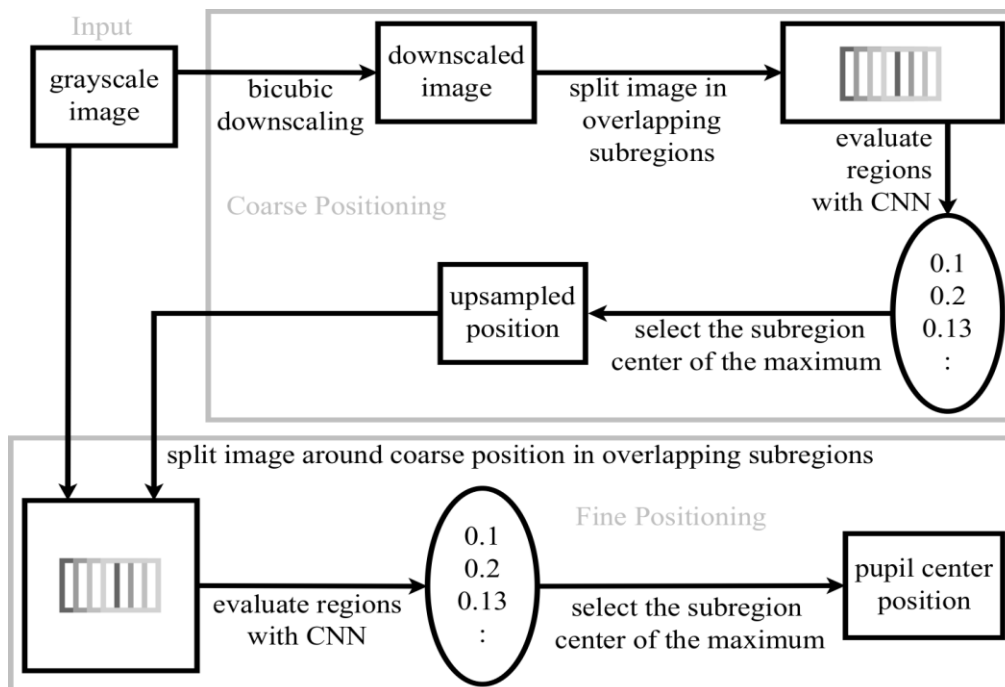 Input
grayscale
image
bicubic
downscaling
downscaled
image
split image in
overlapping
subregions
evaluate
regions
with CNN
Coarse Positioning
0.1
0.2
0.13
:
select the subregion
center of the maximum
upsampled
position
split image around coarse position in overlapping subregions
Fine Positioning
evaluate regions
with CNN
0.1
0.2
0.13
:
select the subregion
center of the maximum
pupil center
position